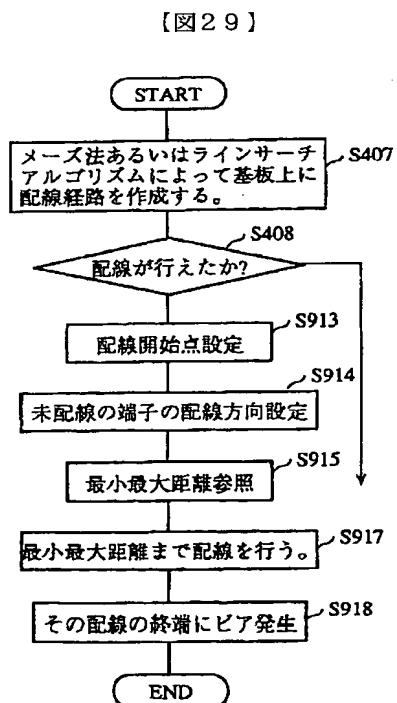 【図29】
START
メーズ法あるいはラインサーチ
アルゴリズムによって基板上に
配線経路を作成する。
S407
S408
配線が行えたか?
S913
配線開始点設定
S914
未配線の端子の配線方向設定
S915
最小最大距離参照
S917
最小最大距離まで配線を行う。
S918
その配線の終端にビア発生
END